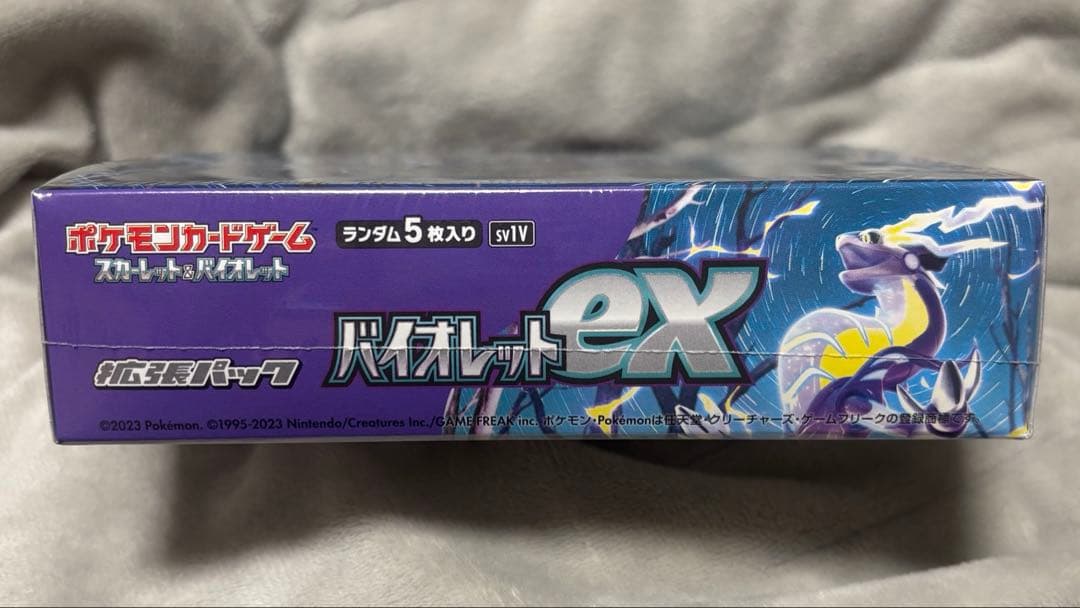 ポケモンカードゲーム
スカーレット&バイオレット
ランダム5枚入り SV1V
バイオレットex
拡張パック
©2023 Pokémon. ©1995-2023 Nintendo/Creatures Inc./GAME FREAK inc. ポケモン・Pokémonは任天堂・クリーチャーズ・ゲームフリークの登録商標です。